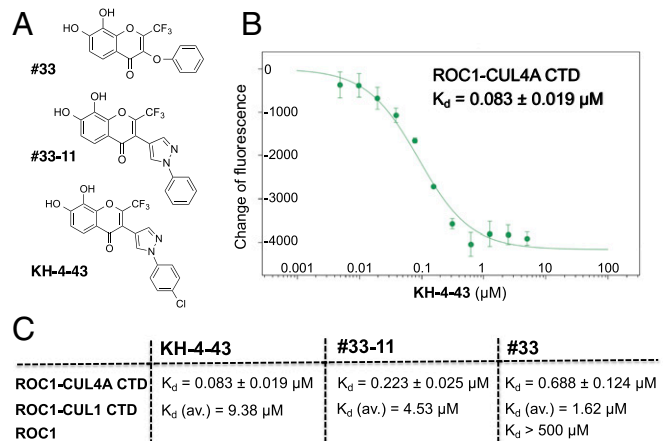 A
OH
HO
O
CF₃
O
O
#33
OH
HO
O
CF₃
O
N
N
#33-11
OH
HO
O
CF₃
O
N
N
Cl
KH-4-43
B
ROC1-CUL4A CTD
Kd = 0.083 ± 0.019 µM
Change of fluorescence
0
-1000
-2000
-3000
-4000
0.001 0.01 0.1 1 10 100
KH-4-43 (µM)
C
KH-4-43 #33-11 #33
ROC1-CUL4A CTD Kd = 0.083 ± 0.019 µM Kd = 0.223 ± 0.025 µM Kd = 0.688 ± 0.124 µM
ROC1-CUL1 CTD Kd (av.) = 9.38 µM Kd (av.) = 4.53 µM Kd (av.) = 1.62 µM
ROC1 Kd > 500 µM